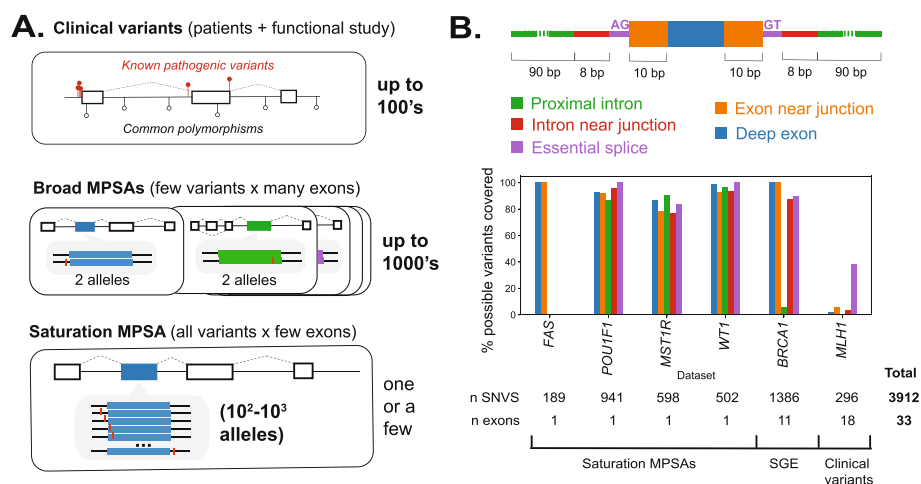 A.
Clinical variants (patients + functional study)
Known pathogenic variants
Common polymorphisms
up to
100's
Broad MPSAs (few variants x many exons)
2 alleles
2 alleles
up to
1000's
Saturation MPSA (all variants x few exons)
(10²-10³
alleles)
one
or a
few
B.
AG
GT
90 bp
8 bp
10 bp
10 bp
8 bp
90 bp
Proximal intron
Intron near junction
Essential splice
Exon near junction
Deep exon
% possible variants covered
100
80
60
40
20
0
FAS
POU1F1
MST1R
WT1
BRCA1
MLH1
Dataset
Total
n SNVS 189 941 598 502 1386 296 3912
n exons 1 1 1 1 11 18 33
Saturation MPSAs
SGE
Clinical
variants